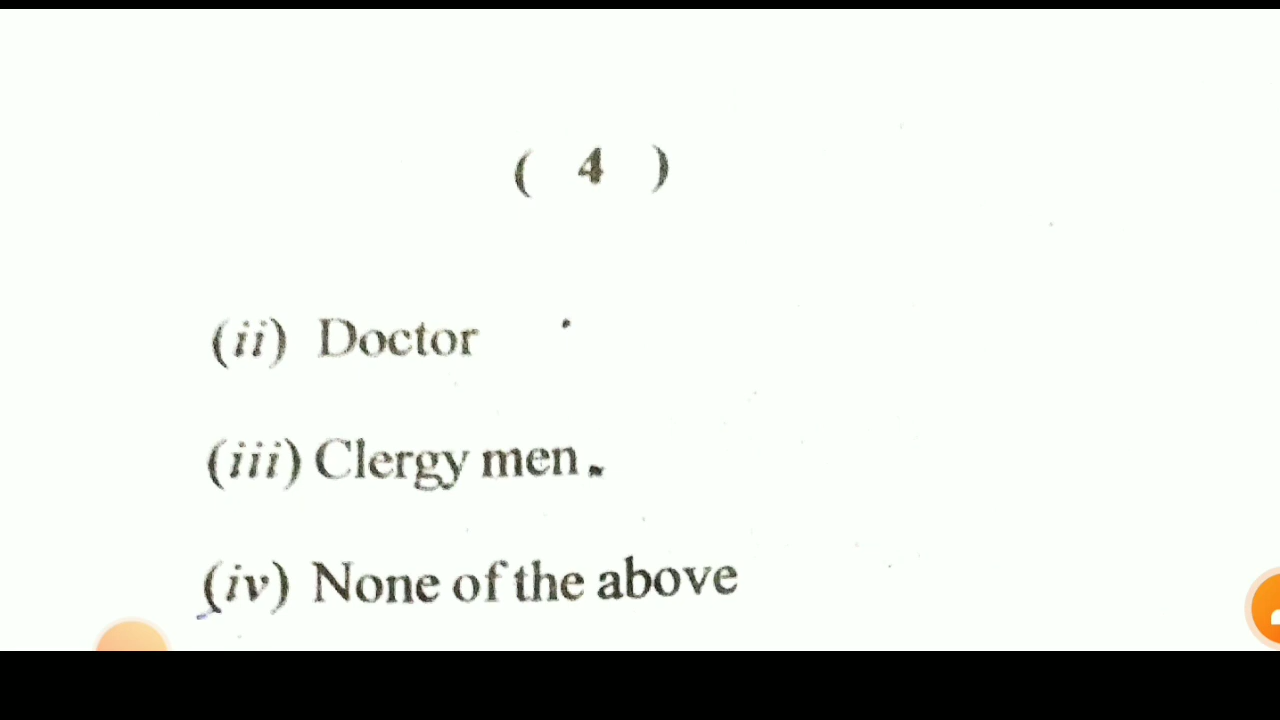 ( 4 )
(ii) Doctor
(iii) Clergy men
(iv) None of the above